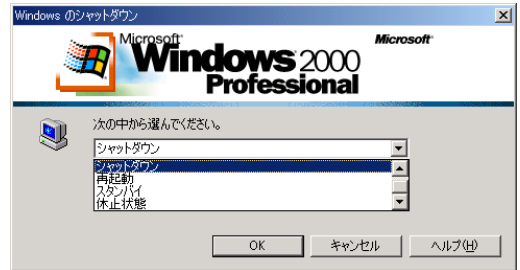 Windows のシャットダウン
Microsoft
Windows 2000
Professional
Microsoft
次の中から選んでください。
シャットダウン
シャットダウン
再起動
スタンバイ
休止状態
OK
キャンセル
ヘルプ(H)